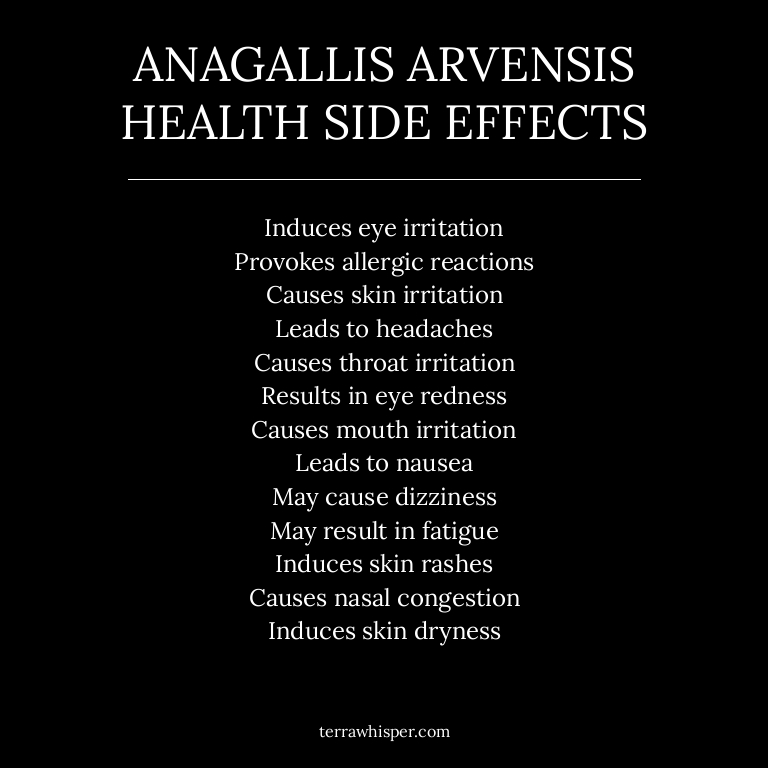 ANAGALLIS ARVENSIS
HEALTH SIDE EFFECTS
Induces eye irritation
Provokes allergic reactions
Causes skin irritation
Leads to headaches
Causes throat irritation
Results in eye redness
Causes mouth irritation
Leads to nausea
May cause dizziness
May result in fatigue
Induces skin rashes
Causes nasal congestion
Induces skin dryness
terrawhisper.com